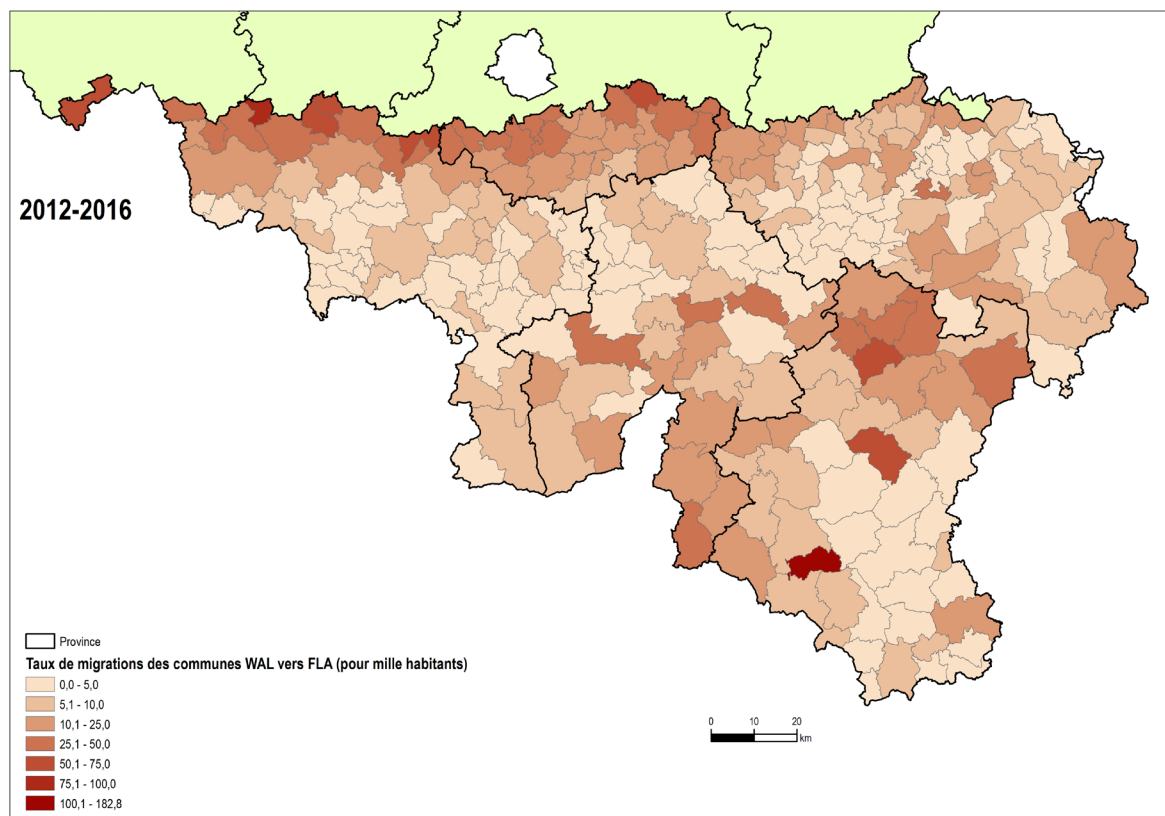 2012-2016
Province
Taux de migrations des communes WAL vers FLA (pour mille habitants)
0,0 - 5,0
5,1 - 10,0
10,1 - 25,0
25,1 - 50,0
50,1 - 75,0
75,1 - 100,0
100,1 - 182,8
0 10 20
km